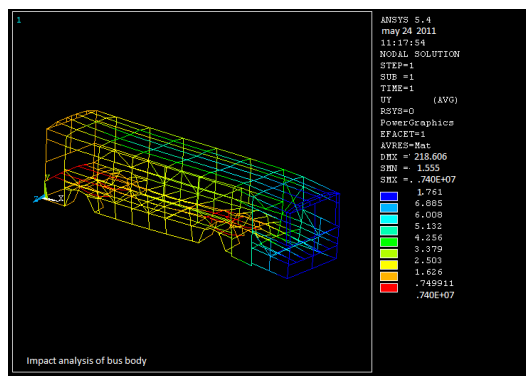 1
ANSYS 5.4
may 24 2011
11:17:54
NODAL SOLUTION
STEP=1
SUB =1
TIME=1
UY (AVG)
RSYS=0
PowerGraphics
EFACET=1
AVRES=Mat
DMX = 218.606
SMN = 1.555
SMX =. .740E+07
1.761
6.885
6.008
5.132
4.256
3.379
2.503
1.626
.749911
.740E+07
Y
Z X
Impact analysis of bus body